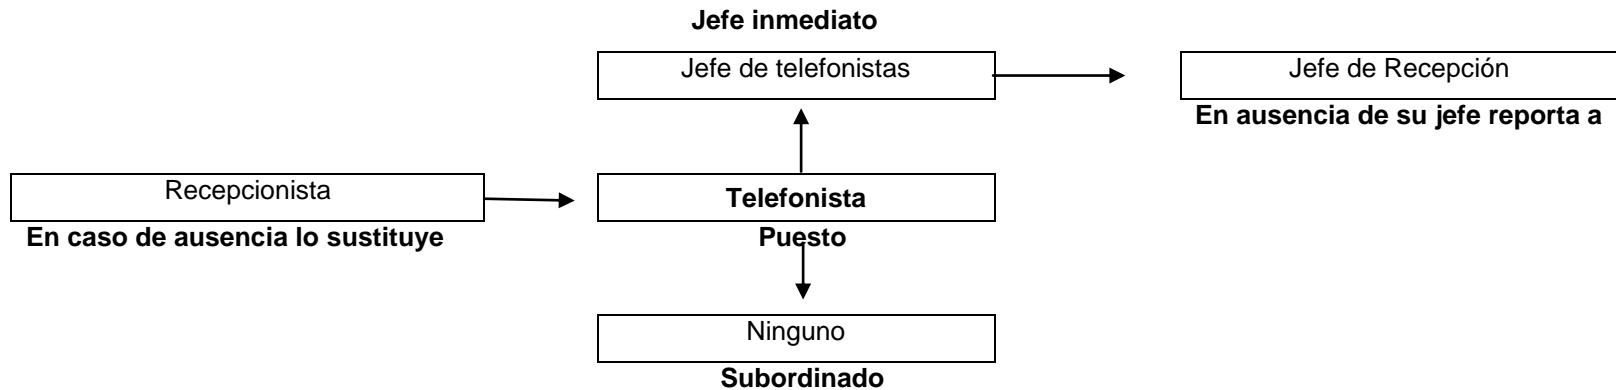 Jefe inmediato
Jefe de telefonistas
Jefe de Recepción
En ausencia de su jefe reporta a
Recepcionista
En caso de ausencia lo sustituye
Telefonista
Puesto
Ninguno
Subordinado